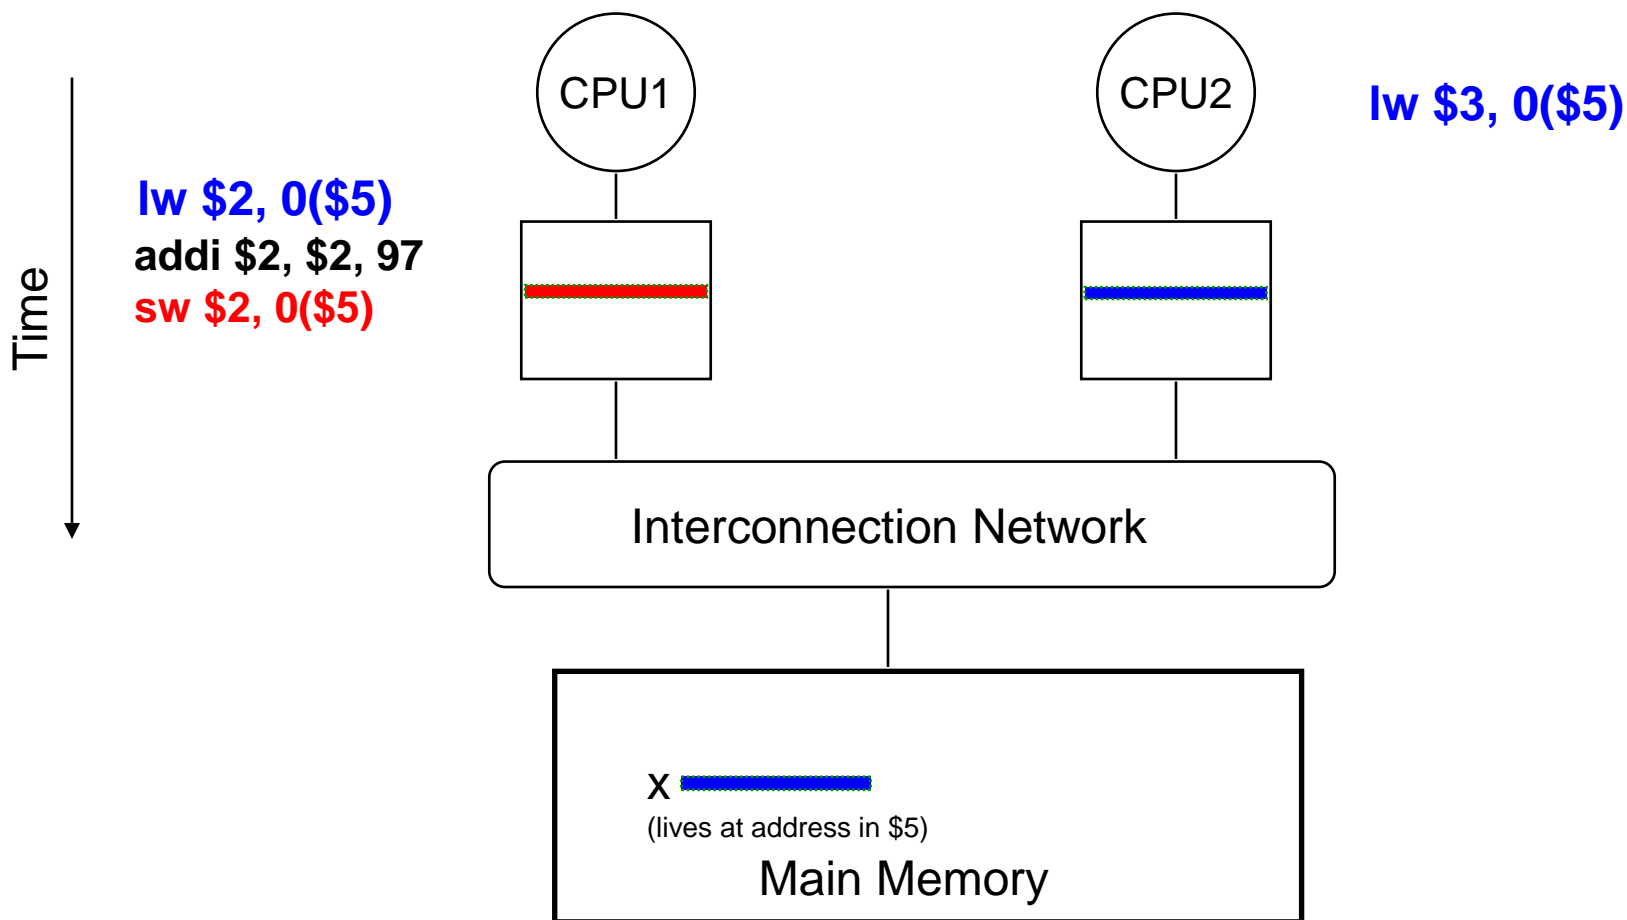 CPU1
CPU2
lw $3, 0($5)
lw $2, 0($5)
addi $2, $2, 97
sw $2, 0($5)
Time
Interconnection Network
x
(lives at address in $5)
Main Memory